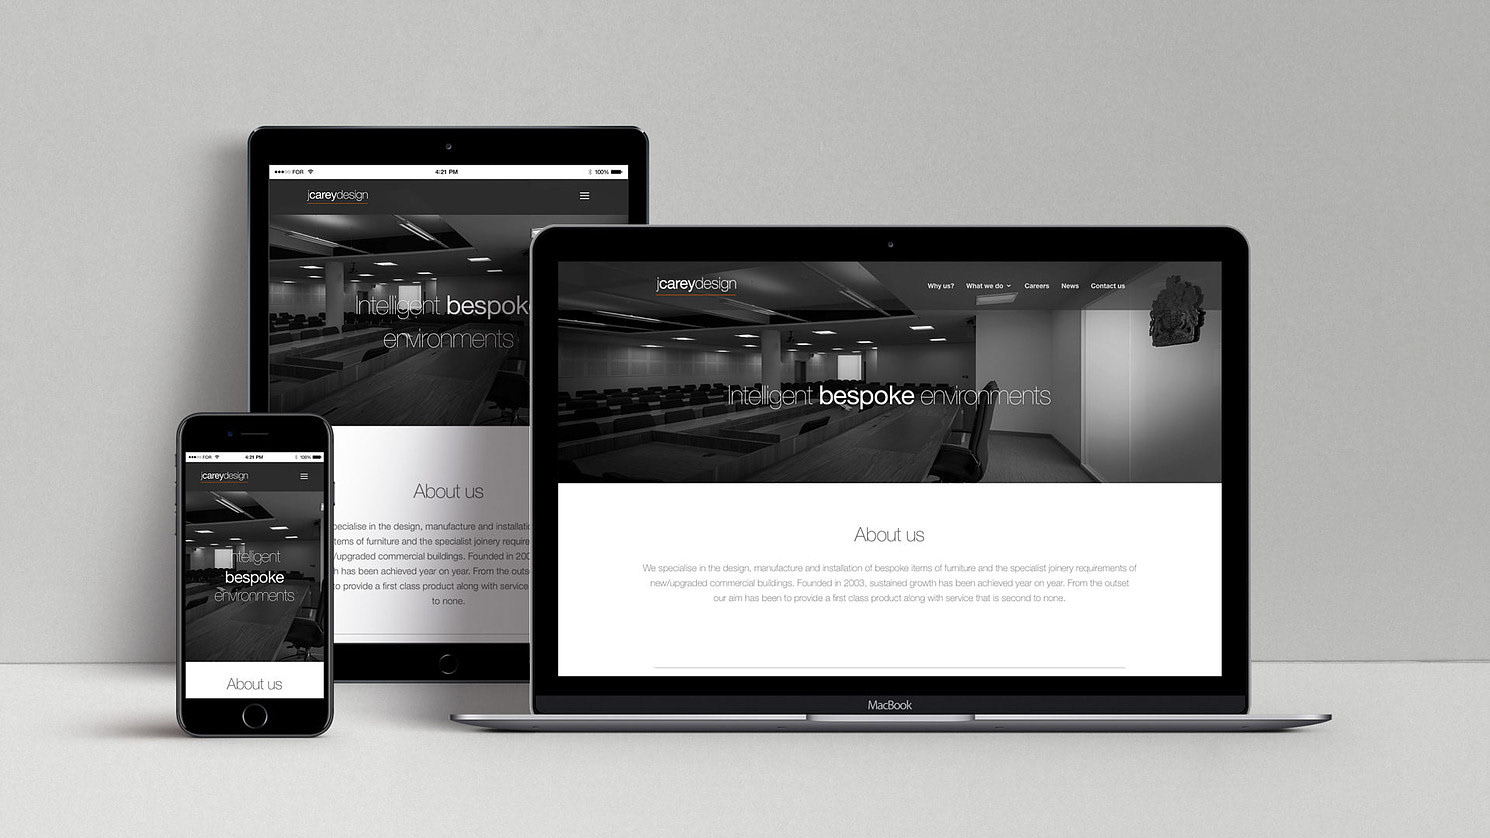 ●●●○○ FOR
4:21 PM
100%
jcareydesign
Intelligent bespoke
environments
About us
pecialise in the design, manufacture and installatio
tems of furniture and the specialist joinery require
/upgraded commercial buildings. Founded in 200
h has been achieved year on year. From the outse
to provide a first class product along with service
to none.
●●●○○ FOR
4:21 PM
100%
jcareydesign
Intelligent
bespoke
environments
About us
jcareydesign
Why us?
What we do
Careers
News
Contact us
Intelligent bespoke environments
About us
We specialise in the design, manufacture and installation of bespoke items of furniture and the specialist joinery requirements of
new/upgraded commercial buildings. Founded in 2003, sustained growth has been achieved year on year. From the outset
our aim has been to provide a first class product along with service that is second to none.
MacBook